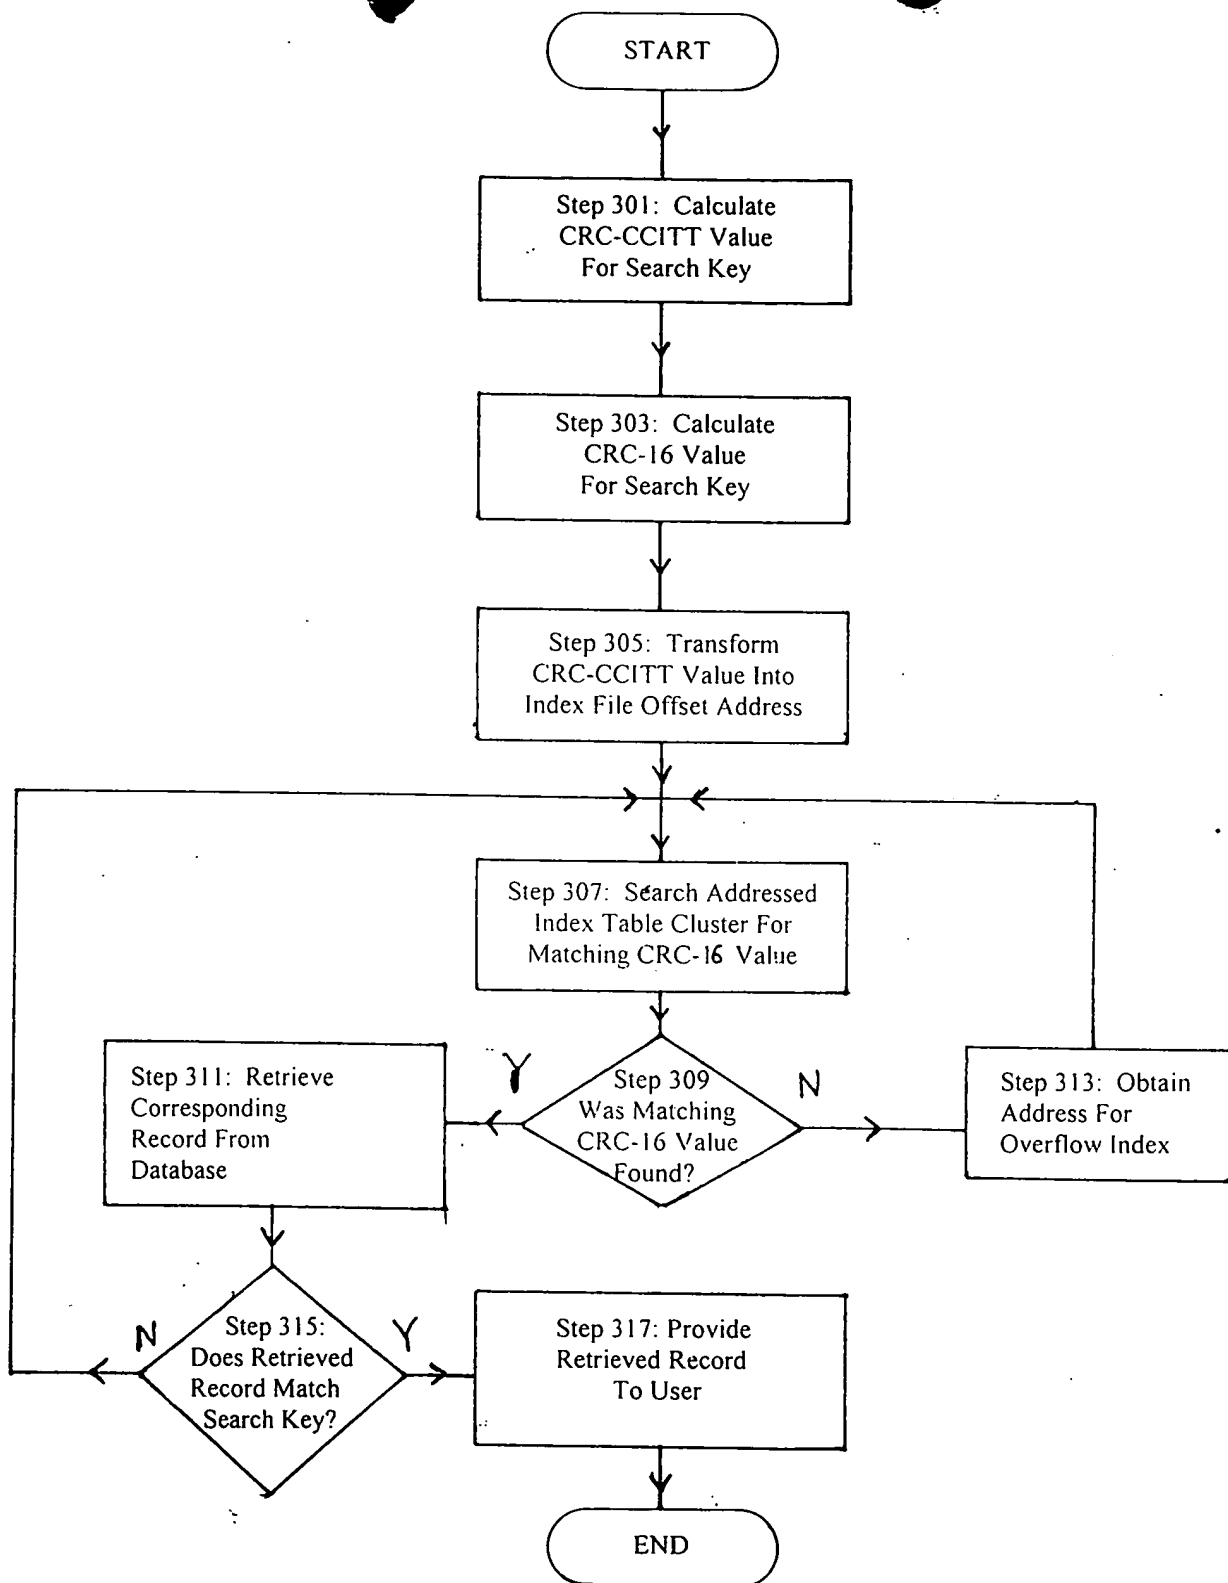 START
Step 301: Calculate
CRC-CCITT Value
For Search Key
Step 303: Calculate
CRC-16 Value
For Search Key
Step 305: Transform
CRC-CCITT Value Into
Index File Offset Address
Step 307: Search Addressed
Index Table Cluster For
Matching CRC-16 Value
Step 309
Was Matching
CRC-16 Value
Found?
Y
N
Step 311: Retrieve
Corresponding
Record From
Database
Step 313: Obtain
Address For
Overflow Index
Step 315:
Does Retrieved
Record Match
Search Key?
N
Y
Step 317: Provide
Retrieved Record
To User
END